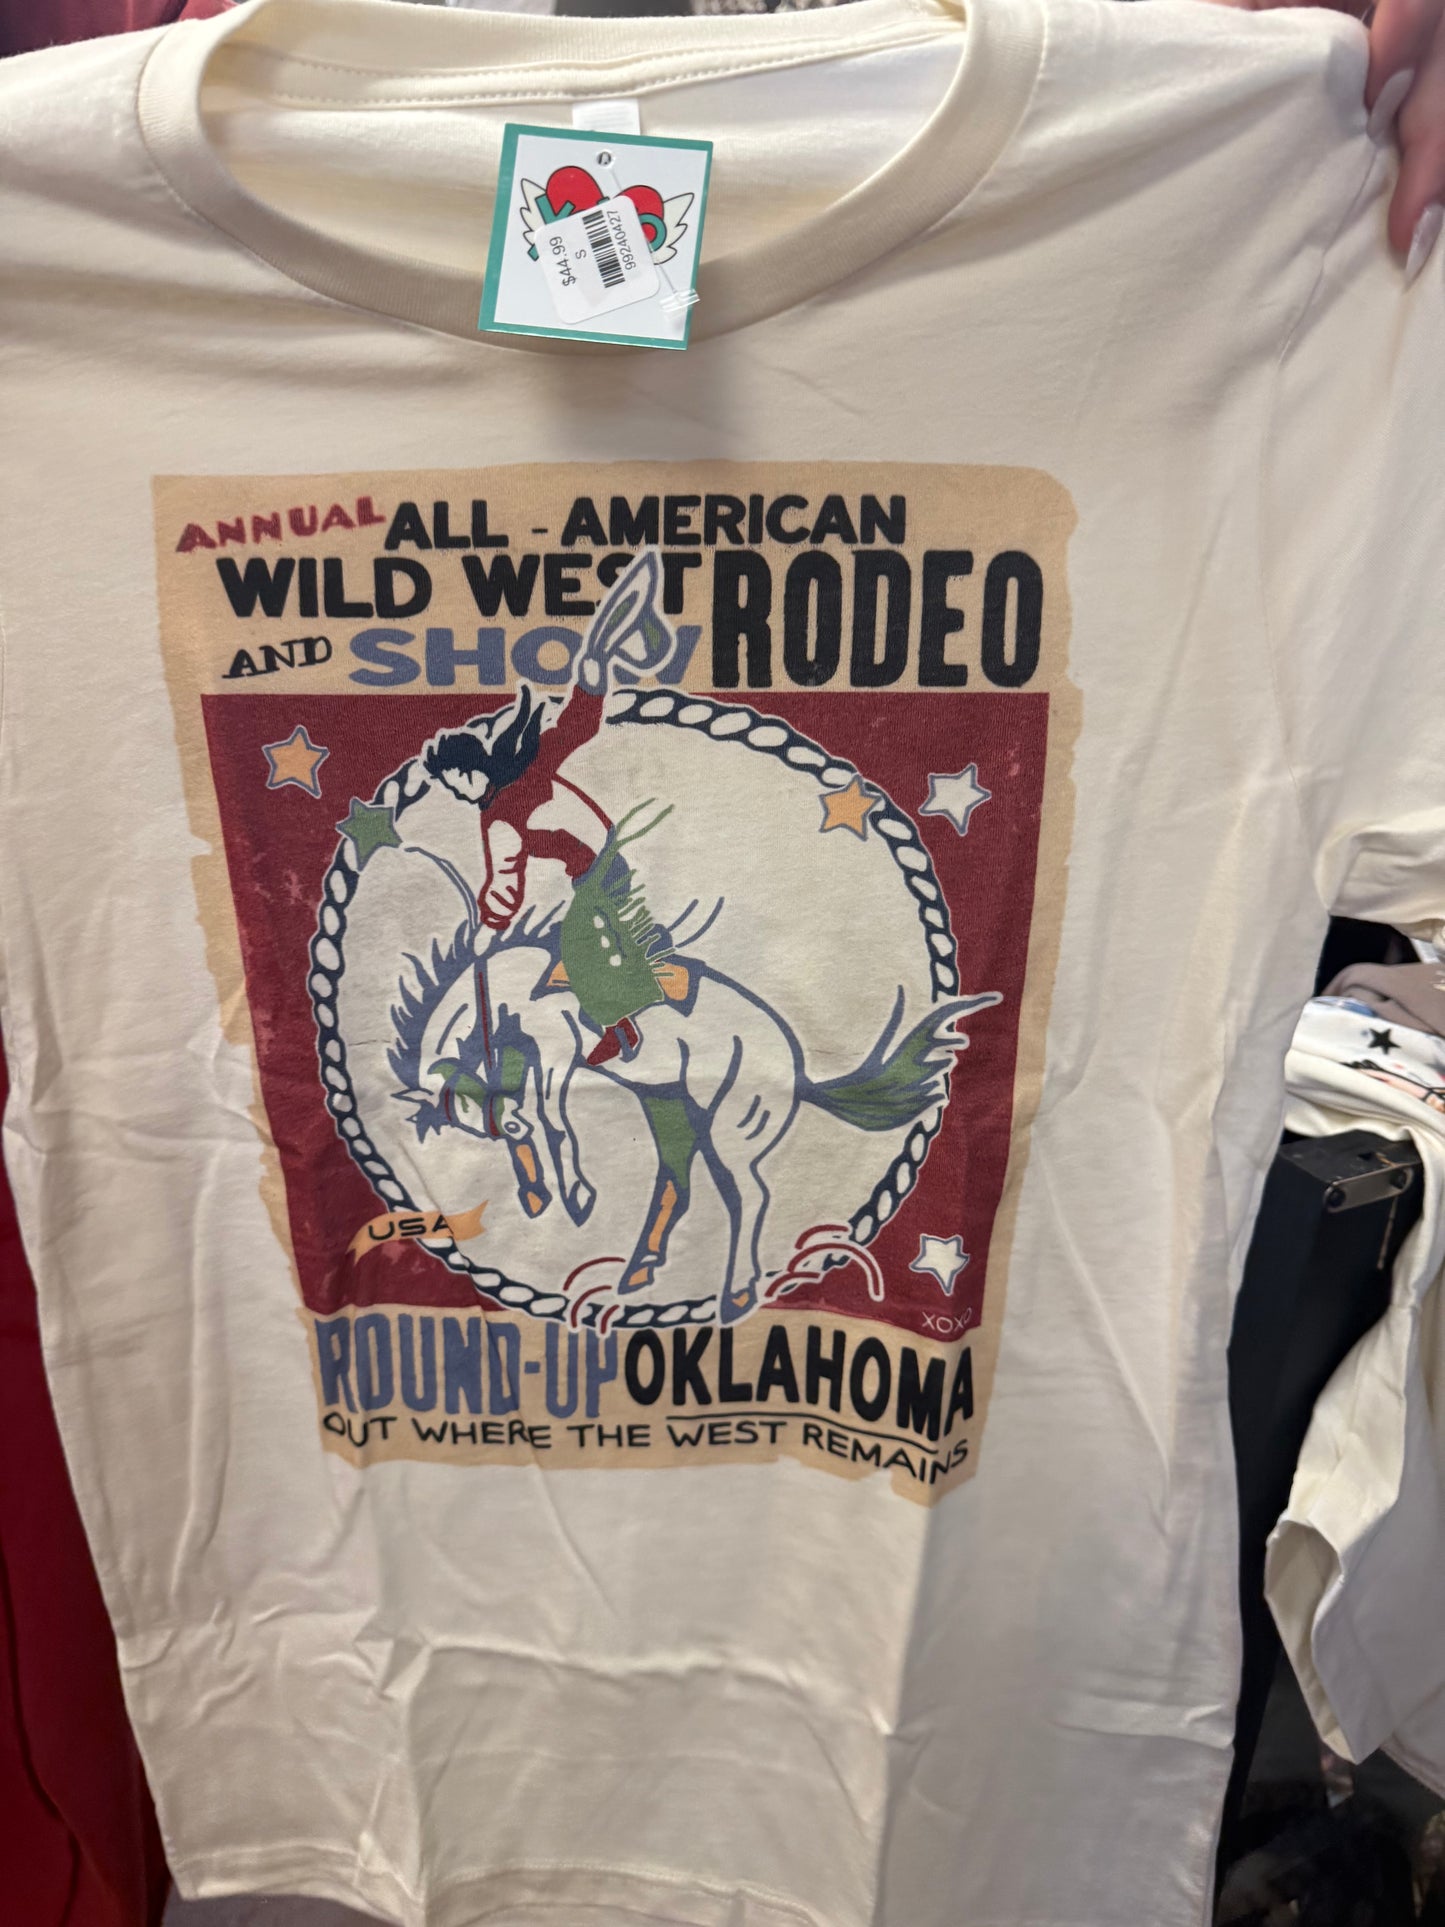 $44.99
S
99240427
ANNUAL ALL - AMERICAN
WILD WEST RODEO
AND SHOW
USA
XOXO
ROUND-UP OKLAHOMA
OUT WHERE THE WEST REMAINS